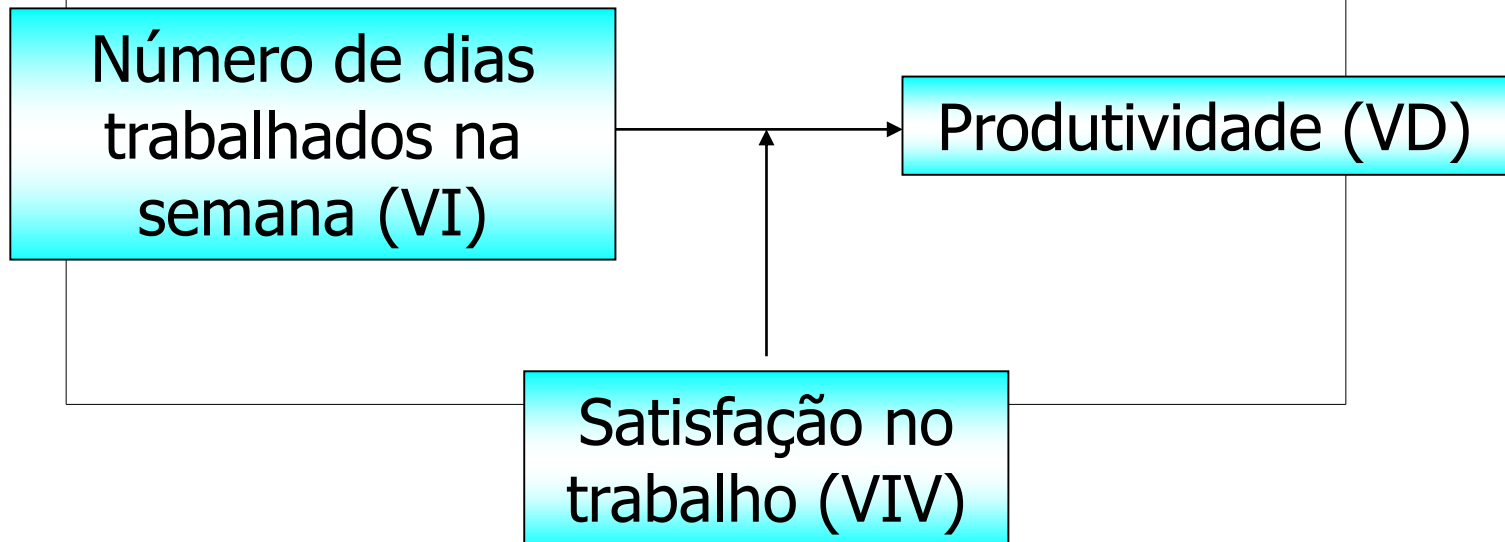 Número de dias
trabalhados na
semana (VI)
Produtividade (VD)
Satisfação no
trabalho (VIV)